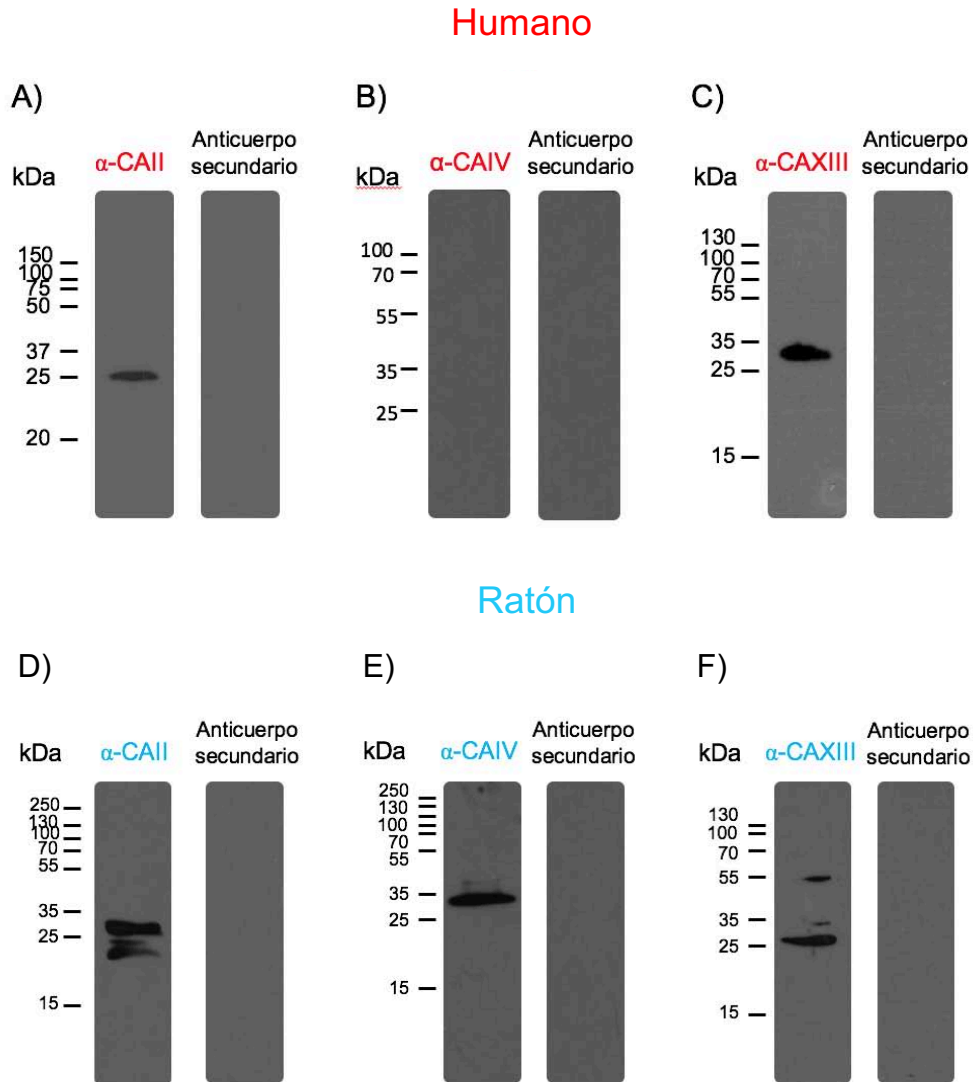 Humano
A)
B)
C)
α-CAII
Anticuerpo
secundario
kDa
150
100
75
50
37
25
20
α-CAIV
Anticuerpo
secundario
kDa
100
70
55
35
25
α-CAXIII
Anticuerpo
secundario
kDa
130
100
70
55
35
25
15
Ratón
D)
E)
F)
kDa
α-CAII
Anticuerpo
secundario
250
130
100
70
55
35
25
15
kDa
α-CAIV
Anticuerpo
secundario
250
130
100
70
55
35
25
15
kDa
α-CAXIII
Anticuerpo
secundario
130
100
70
55
35
25
15